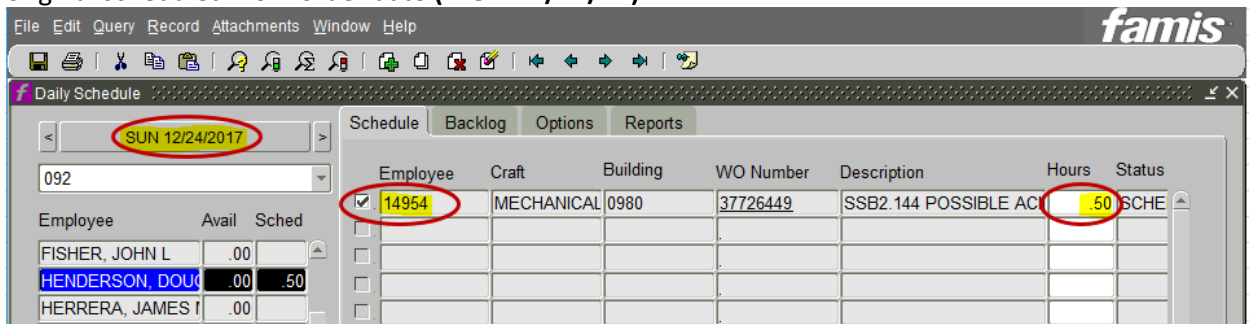 File Edit Query Record Attachments Window Help
famis
Daily Schedule
< SUN 12/24/2017 >
Schedule Backlog Options Reports
092
Employee Craft Building WO Number Description Hours Status
14954 MECHANICAL 0980 37726449 SSB2.144 POSSIBLE .50 SCHE
Employee Avail Sched
FISHER, JOHN L .00
HENDERSON, .00 .50
HERRERA, JAMES .00